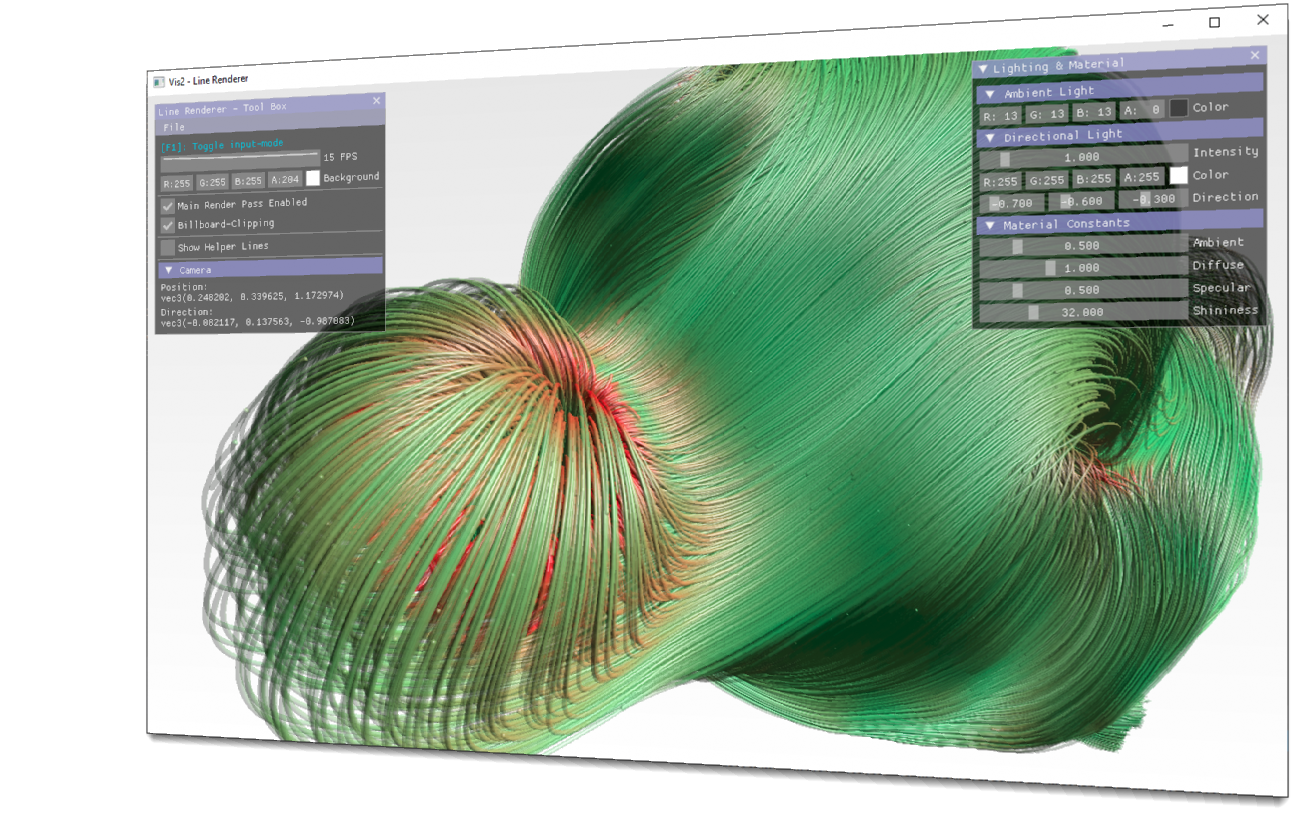 Vis2 - Line Renderer
Line Renderer - Tool Box
File
[F1]: Toggle input-mode
15 FPS
R:255 G:255 B:255 A:204 Background
Main Render Pass Enabled
Billboard-Clipping
Show Helper Lines
Camera
Position:
vec3(0.248202, 0.339625, 1.172974)
Direction:
vec3(-0.082117, 0.137563, -0.987083)
Lighting & Material
Ambient Light
R: 13 G: 13 B: 13 A: 0 Color
Directional Light
1.000 Intensity
R:255 G:255 B:255 A:255 Color
-0.700 -0.600 -0.300 Direction
Material Constants
0.500 Ambient
1.000 Diffuse
0.500 Specular
32.000 Shininess